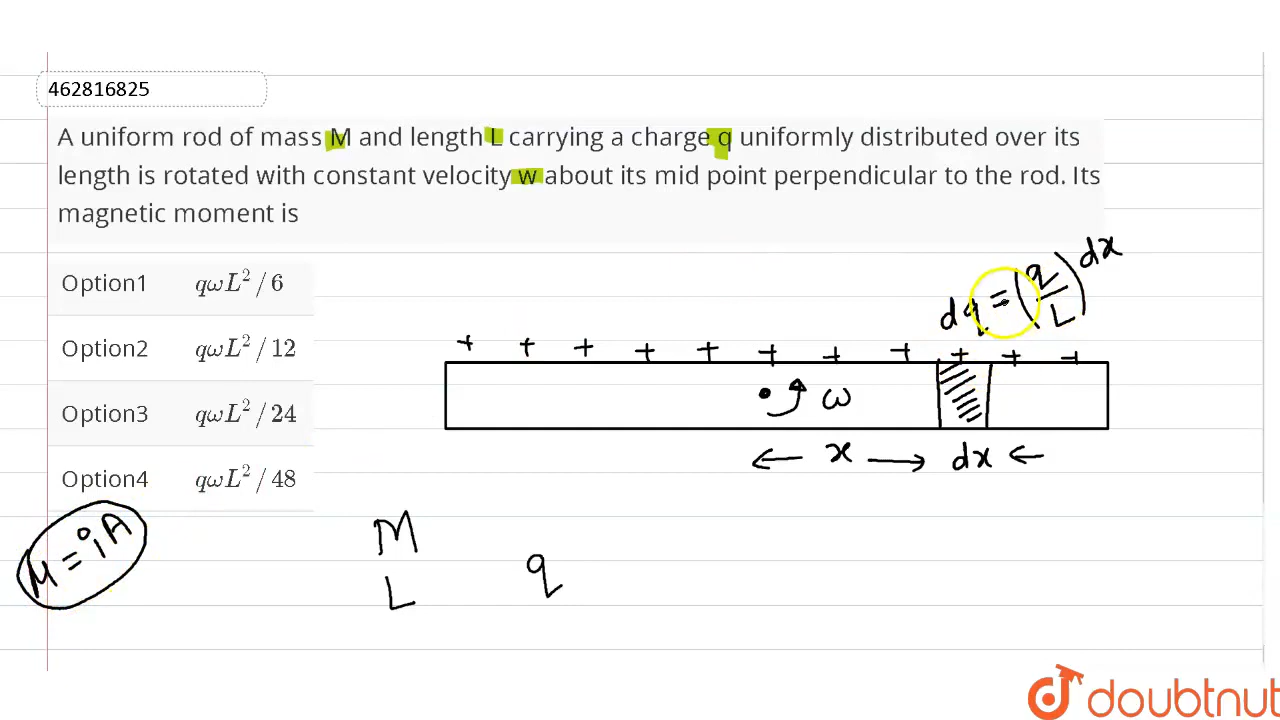 462816825
A uniform rod of mass M and length L carrying a charge q uniformly distributed over its
length is rotated with constant velocity w about its mid point perpendicular to the rod. Its
magnetic moment is
Option1 qωL²/6
Option2 qωL²/12
Option3 qωL²/24
Option4 qωL²/48
dq = (q/L) dx
+ + + + + + + + + + +
ω
← x → dx ←
M = iA
M
L q
doubtnut